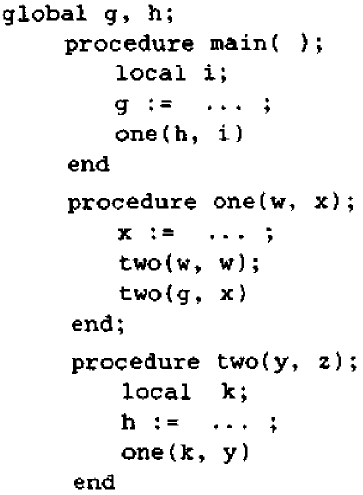 global g, h;
procedure main( );
local i;
g := ... ;
one(h, i)
end
procedure one(w, x);
x := ... ;
two(w, w);
two(g, x)
end;
procedure two(y, z);
local k;
h := ... ;
one(k, y)
end